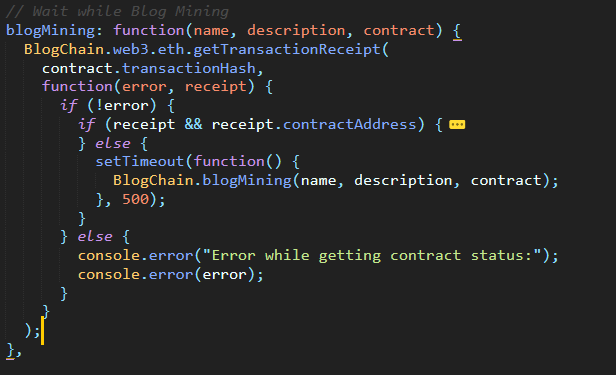 // Wait while Blog Mining
blogMining: function(name, description, contract) {
  BlogChain.web3.eth.getTransactionReceipt(
    contract.transactionHash,
    function(error, receipt) {
      if (!error) {
        if (receipt && receipt.contractAddress) {
        } else {
          setTimeout(function() {
            BlogChain.blogMining(name, description, contract);
          }, 500);
        }
      } else {
        console.error("Error while getting contract status:");
        console.error(error);
      }
    }
  );
},